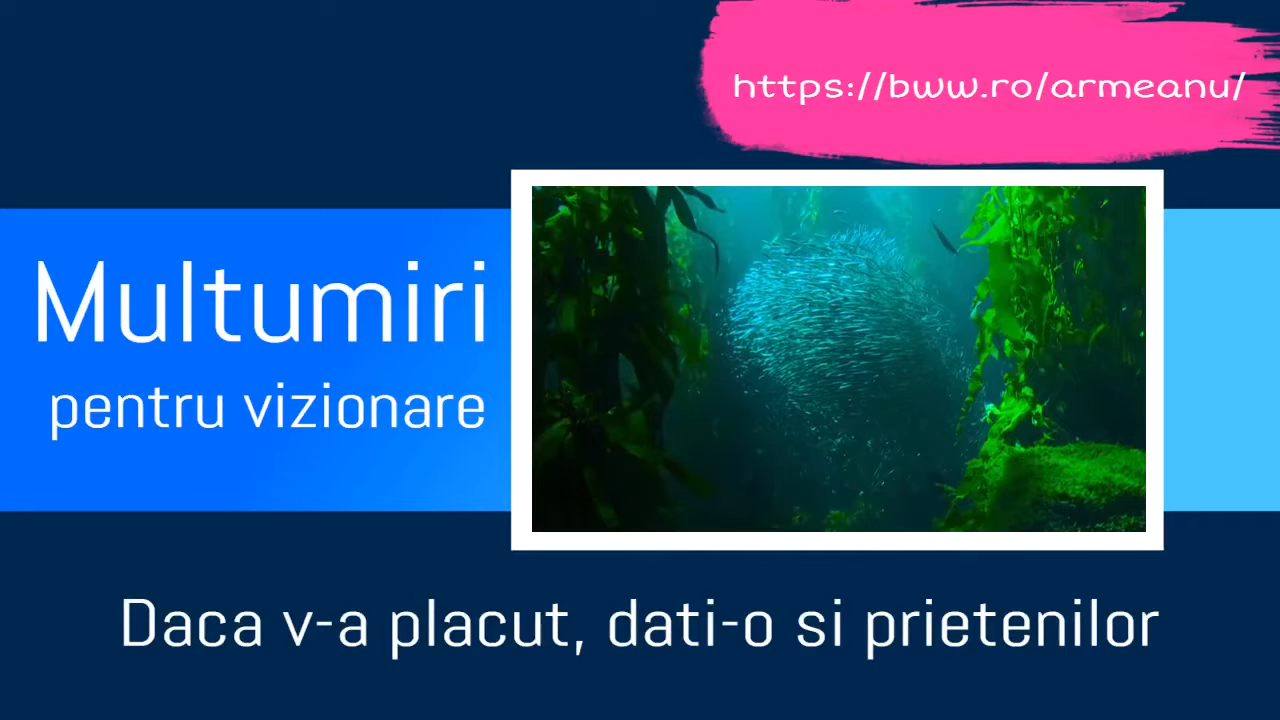 https://bww.ro/armeanu/
Multumiri
pentru vizionare
Daca v-a placut, dati-o si prietenilor